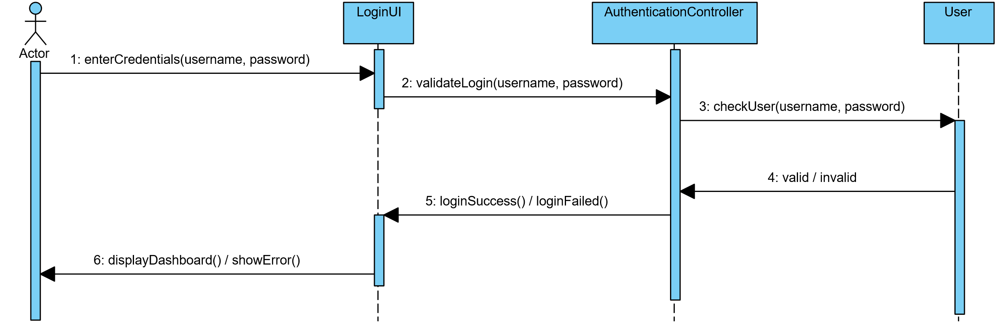 LoginUI
AuthenticationController
User
Actor
1: enterCredentials(username, password)
2: validateLogin(username, password)
3: checkUser(username, password)
4: valid / invalid
5: loginSuccess() / loginFailed()
6: displayDashboard() / showError()